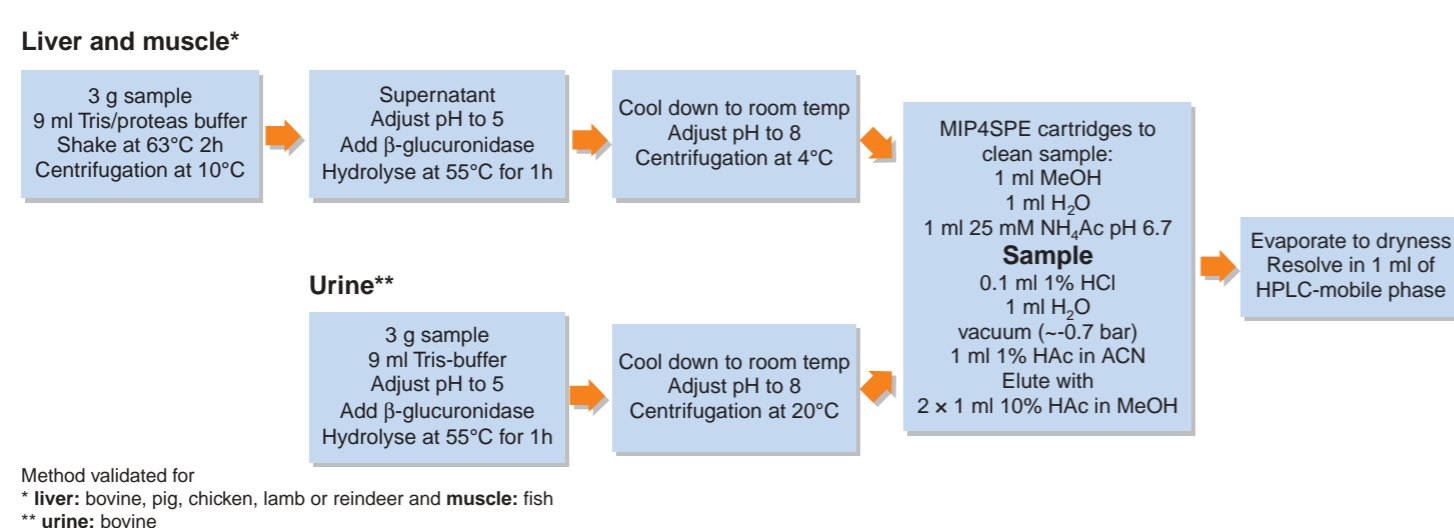 Liver and muscle*
3 g sample
9 ml Tris/proteas buffer
Shake at 63°C 2h
Centrifugation at 10°C
Supernatant
Adjust pH to 5
Add β-glucuronidase
Hydrolyse at 55°C for 1h
Cool down to room temp
Adjust pH to 8
Centrifugation at 4°C
Urine**
3 g sample
9 ml Tris-buffer
Adjust pH to 5
Add β-glucuronidase
Hydrolyse at 55°C for 1h
Cool down to room temp
Adjust pH to 8
Centrifugation at 20°C
MIP4SPE cartridges to
clean sample:
1 ml MeOH
1 ml H₂O
1 ml 25 mM NH₄Ac pH 6.7
Sample
0.1 ml 1% HCl
1 ml H₂O
vacuum (~-0.7 bar)
1 ml 1% HAc in ACN
Elute with
2 × 1 ml 10% HAc in MeOH
Evaporate to dryness
Resolve in 1 ml of
HPLC-mobile phase
Method validated for
* liver: bovine, pig, chicken, lamb or reindeer and muscle: fish
** urine: bovine